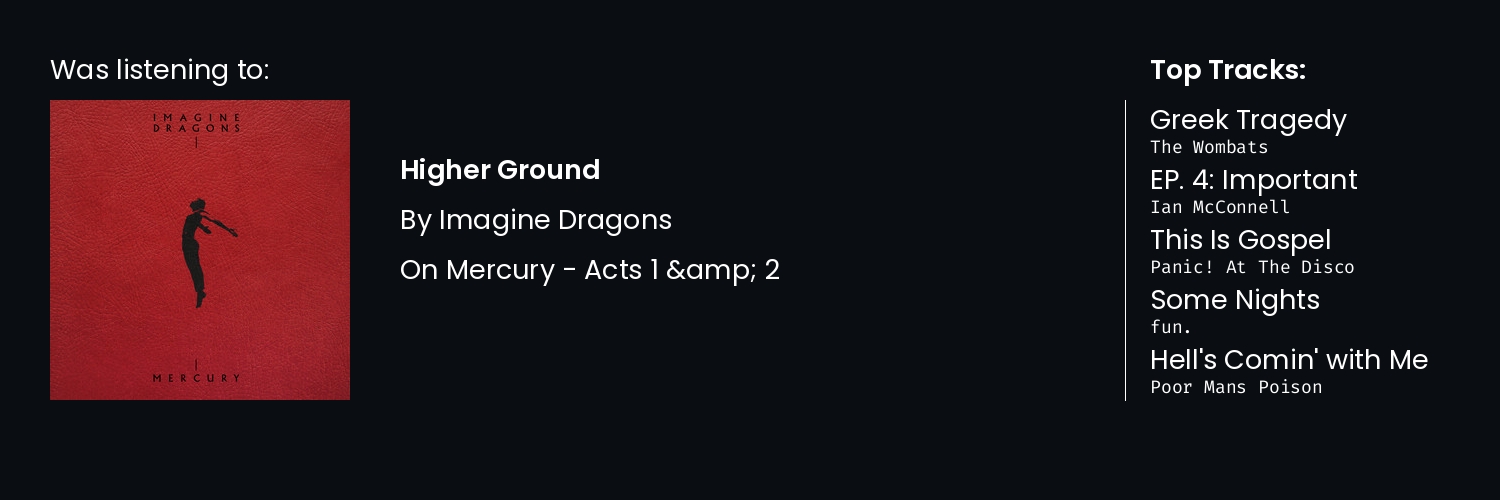 Was listening to:
IMAGINE
DRAGONS
MERCURY
Higher Ground
By Imagine Dragons
On Mercury - Acts 1 &amp; 2
Top Tracks:
Greek Tragedy
The Wombats
EP. 4: Important
Ian McConnell
This Is Gospel
Panic! At The Disco
Some Nights
fun.
Hell's Comin' with Me
Poor Mans Poison